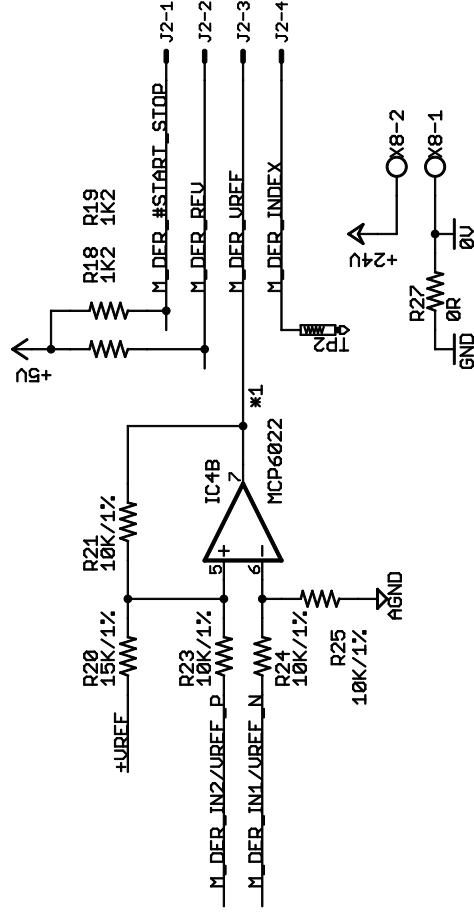 J2-1
J2-2
J2-3
J2-4
M_DER_#START_STOP
M_DER_REV
M_DER_VREF
M_DER_INDEX
R19
1K2
R18
1K2
+5V
TP2
X8-2
X8-1
+24V
0V
R27
0R
GND
*1
IC4B
MCP6022
7
5
6
+
-
R21
10K/1%
R20
15K/1%
+VREF
R23
10K/1%
R24
10K/1%
R25
10K/1%
AGND
M_DER_IN2/VREF_P
M_DER_IN1/VREF_N